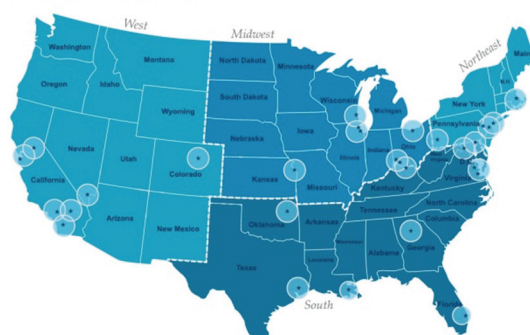 West
Midwest
Northeast
Washington
Montana
North Dakota
Minnesota
Main
Oregon
Idaho
Wisconsin
Michigan
New York
South Dakota
Wyoming
Iowa
Pennsylvania
Nebraska
Nevada
Utah
Colorado
Illinois
Indiana
Ohio
California
Kansas
Missouri
Virginia
Kentucky
North Carolina
Tennessee
Arizona
New Mexico
Oklahoma
Arkansas
Columbia
Mississippi
Alabama
Georgia
Texas
Louisiana
Florida
South